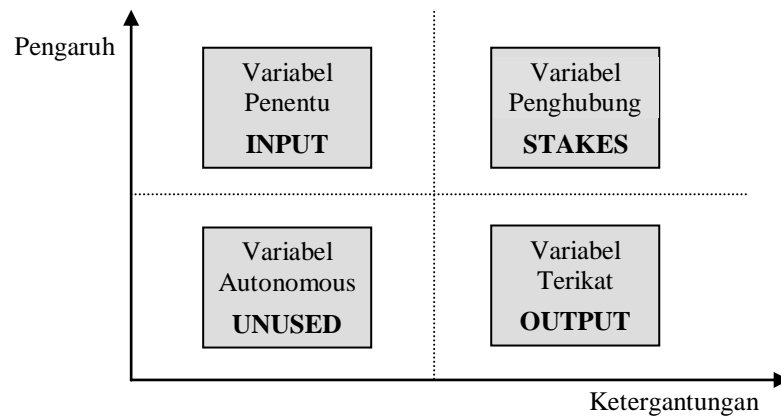 Pengaruh
Variabel
Penentu
INPUT
Variabel
Penghubung
STAKES
Variabel
Autonomous
UNUSED
Variabel
Terikat
OUTPUT
Ketergantungan